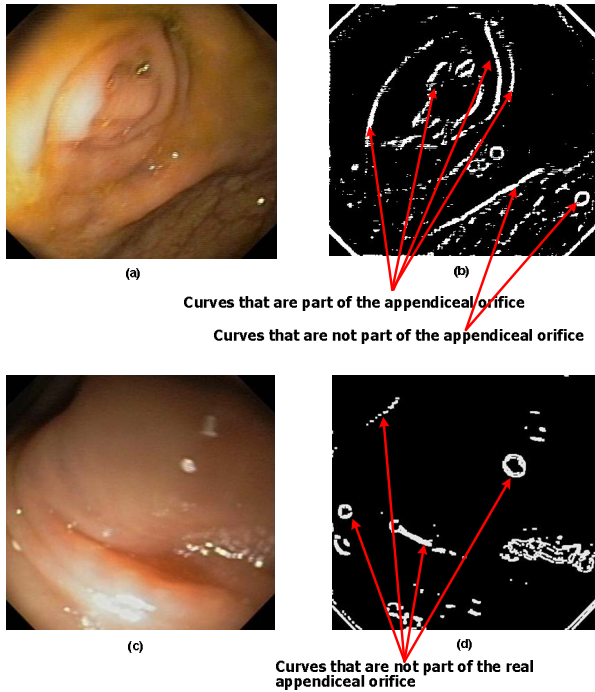 (a)
(b)
Curves that are part of the appendiceal orifice
Curves that are not part of the appendiceal orifice
(c)
(d)
Curves that are not part of the real
appendiceal orifice